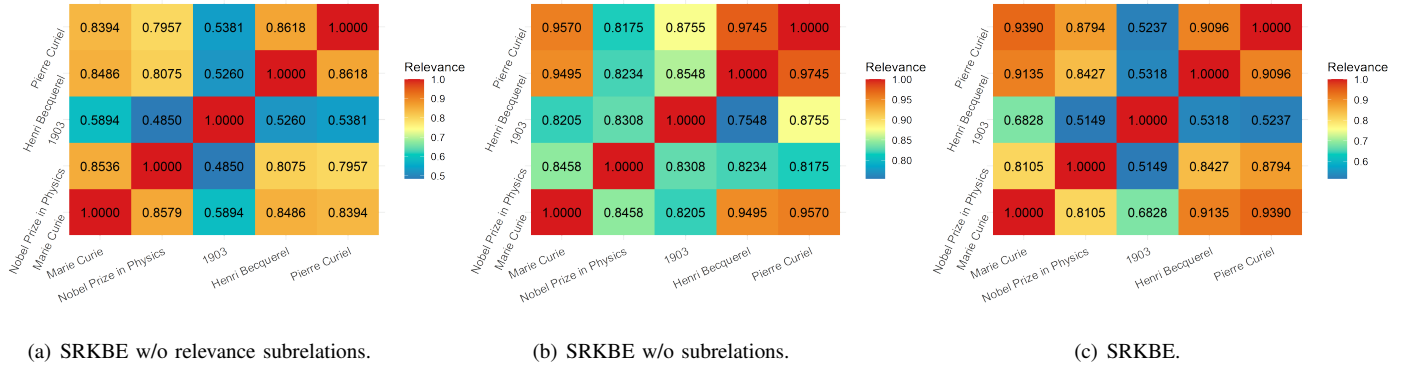 Pierre Curiel 0.8394 0.7957 0.5381 0.8618 1.0000
Henri Becquerel 0.8486 0.8075 0.5260 1.0000 0.8618
1903 0.5894 0.4850 1.0000 0.5260 0.5381
Nobel Prize in Physics 0.8536 1.0000 0.4850 0.8075 0.7957
Marie Curie 1.0000 0.8579 0.5894 0.8486 0.8394
Marie Curie Nobel Prize in Physics 1903 Henri Becquerel Pierre Curiel
Relevance
1.0
0.9
0.8
0.7
0.6
0.5
(a) SRKBE w/o relevance subrelations.
Pierre Curiel 0.9570 0.8175 0.8755 0.9745 1.0000
Henri Becquerel 0.9495 0.8234 0.8548 1.0000 0.9745
1903 0.8205 0.8308 1.0000 0.7548 0.8755
Nobel Prize in Physics 0.8458 1.0000 0.8308 0.8234 0.8175
Marie Curie 1.0000 0.8458 0.8205 0.9495 0.9570
Marie Curie Nobel Prize in Physics 1903 Henri Becquerel Pierre Curiel
Relevance
1.00
0.95
0.90
0.85
0.80
(b) SRKBE w/o subrelations.
Pierre Curiel 0.9390 0.8794 0.5237 0.9096 1.0000
Henri Becquerel 0.9135 0.8427 0.5318 1.0000 0.9096
1903 0.6828 0.5149 1.0000 0.5318 0.5237
Nobel Prize in Physics 0.8105 1.0000 0.5149 0.8427 0.8794
Marie Curie 1.0000 0.8105 0.6828 0.9135 0.9390
Marie Curie Nobel Prize in Physics 1903 Henri Becquerel Pierre Curiel
Relevance
1.0
0.9
0.8
0.7
0.6
(c) SRKBE.